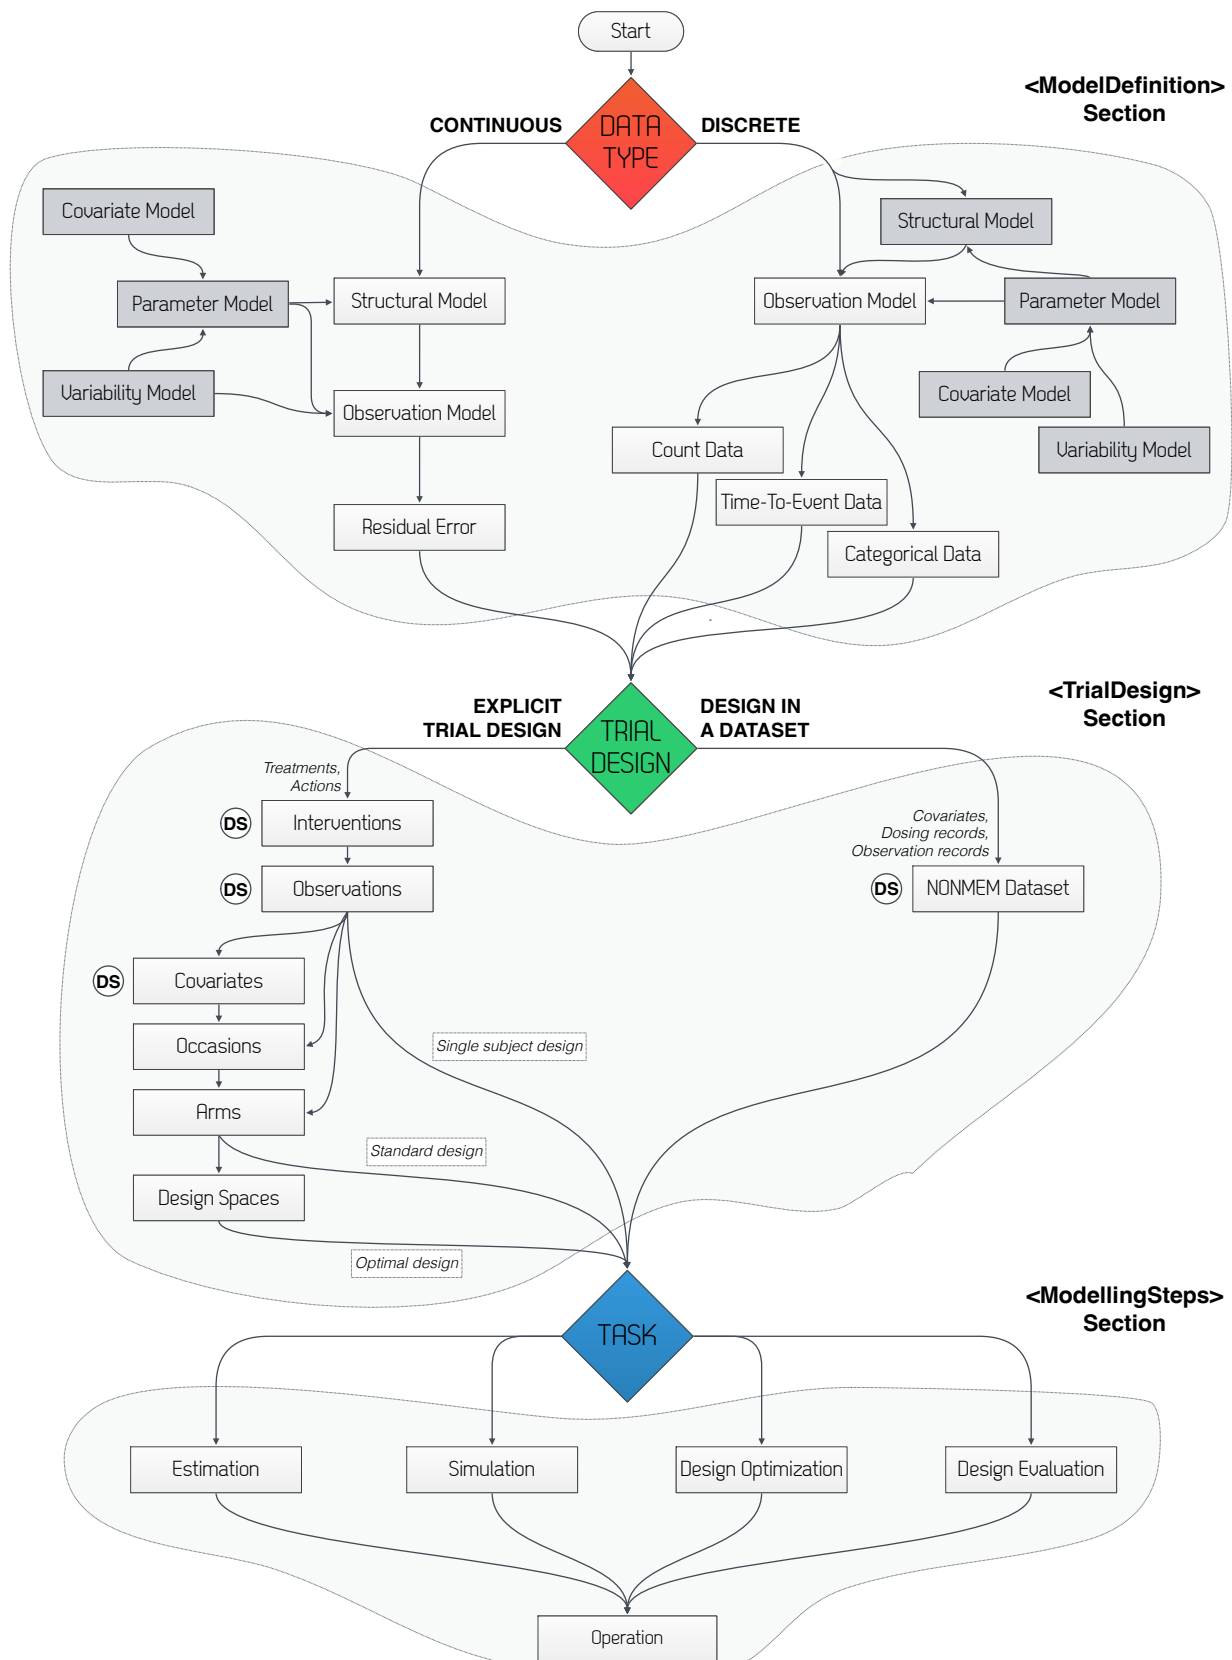 Start
<ModelDefinition>
Section
CONTINUOUS
DATA
TYPE
DISCRETE
Covariate Model
Structural Model
Parameter Model
Structural Model
Observation Model
Parameter Model
Variability Model
Observation Model
Covariate Model
Count Data
Variability Model
Time-To-Event Data
Residual Error
Categorical Data
<TrialDesign>
Section
EXPLICIT
TRIAL DESIGN
TRIAL
DESIGN
DESIGN IN
A DATASET
Treatments,
Actions
DS
Interventions
Covariates,
Dosing records,
Observation records
DS
Observations
DS
NONMEM Dataset
DS
Covariates
Occasions
Single subject design
Arms
Standard design
Design Spaces
Optimal design
<ModellingSteps>
Section
TASK
Estimation
Simulation
Design Optimization
Design Evaluation
Operation